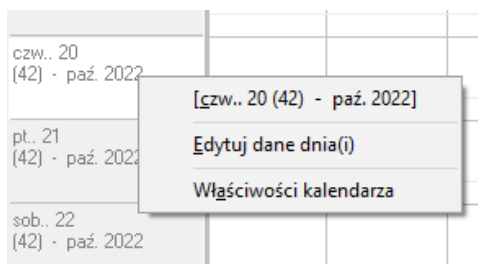 czw.. 20
(42) - paź. 2022
[czw.. 20 (42) - paź. 2022]
pt.. 21
(42) - paź. 2022
Edytuj dane dnia(i)
Właściwości kalendarza
sob.. 22
(42) - paź. 2022